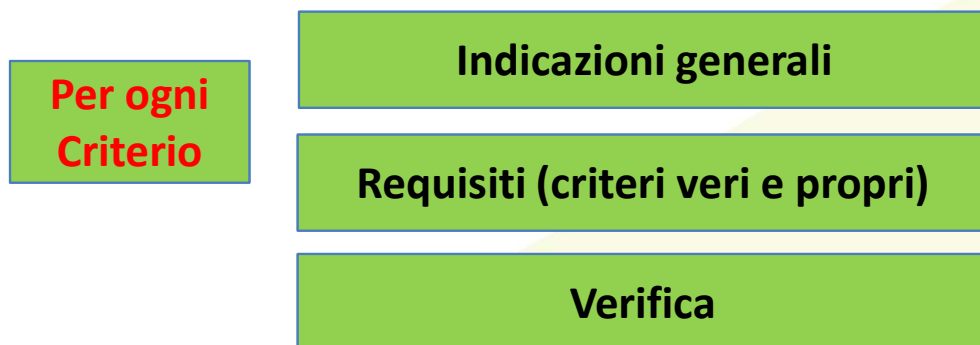 Per ogni
Criterio
Indicazioni generali
Requisiti (criteri veri e propri)
Verifica